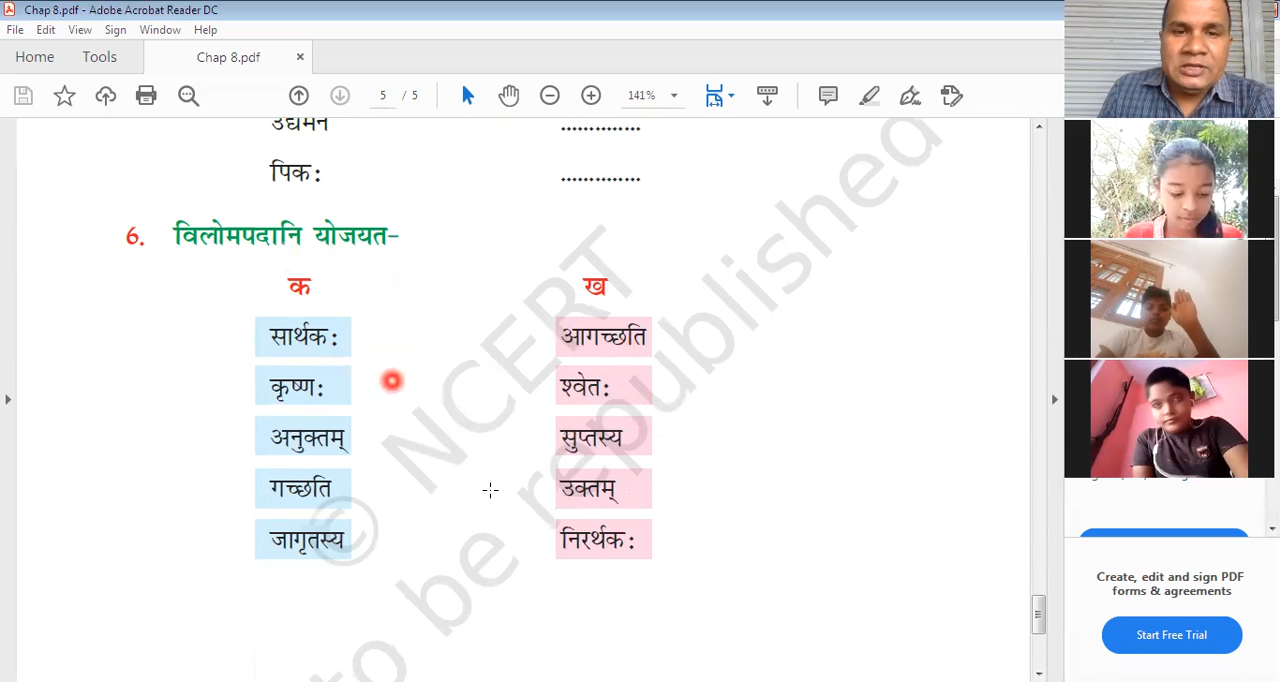 Chap 8.pdf - Adobe Acrobat Reader DC
File Edit View Sign Window Help
Home Tools Chap 8.pdf ×
5 / 5 141%
उद्यमेन ..............
पिकः ..............
6. विलोमपदानि योजयत-
क ख
सार्थकः आगच्छति
कृष्णः श्वेतः
अनुक्तम् सुप्तस्य
गच्छति उक्तम्
जागृतस्य निरर्थकः
© NCERT
to be republished
Create, edit and sign PDF
forms & agreements
Start Free Trial